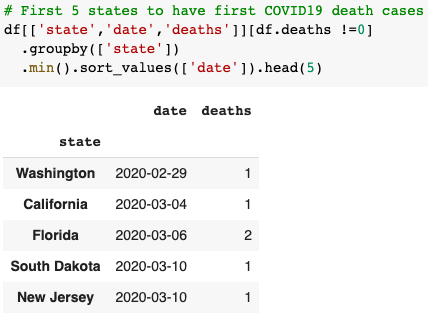 # First 5 states to have first COVID19 death cases
df[['state','date','deaths']][df.deaths !=0]
.groupby(['state'])
.min().sort_values(['date']).head(5)
date deaths
state
Washington 2020-02-29 1
California 2020-03-04 1
Florida 2020-03-06 2
South Dakota 2020-03-10 1
New Jersey 2020-03-10 1